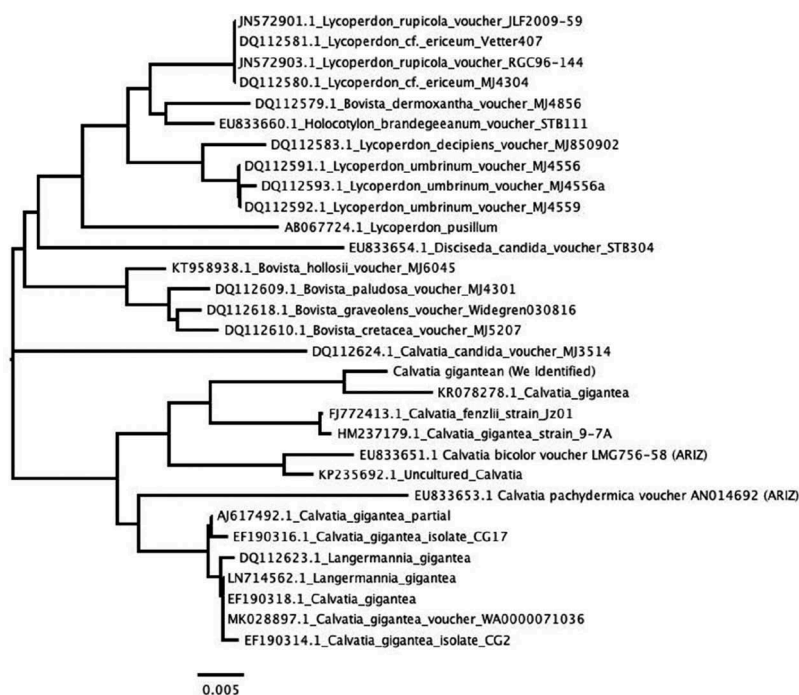 JN572901.1_Lycoperdon_rupicola_voucher_JLF2009-59
DQ112581.1_Lycoperdon_cf._ericeum_Vetter407
JN572903.1_Lycoperdon_rupicola_voucher_RGC96-144
DQ112580.1_Lycoperdon_cf._ericeum_MJ4304
DQ112579.1_Bovista_dermoxantha_voucher_MJ4856
EU833660.1_Holocotylon_brandegeeanum_voucher_STB111
DQ112583.1_Lycoperdon_decipiens_voucher_MJ850902
DQ112591.1_Lycoperdon_umbrinum_voucher_MJ4556
DQ112593.1_Lycoperdon_umbrinum_voucher_MJ4556a
DQ112592.1_Lycoperdon_umbrinum_voucher_MJ4559
AB067724.1_Lycoperdon_pusillum
EU833654.1_Disciseda_candida_voucher_STB304
KT958938.1_Bovista_hollosii_voucher_MJ6045
DQ112609.1_Bovista_paludosa_voucher_MJ4301
DQ112618.1_Bovista_graveolens_voucher_Widegren030816
DQ112610.1_Bovista_cretacea_voucher_MJ5207
DQ112624.1_Calvatia_candida_voucher_MJ3514
Calvatia gigantean (We Identified)
KR078278.1_Calvatia_gigantea
FJ772413.1_Calvatia_fenzlii_strain_Jz01
HM237179.1_Calvatia_gigantea_strain_9-7A
EU833651.1 Calvatia bicolor voucher LMG756-58 (ARIZ)
KP235692.1_Uncultured_Calvatia
EU833653.1 Calvatia pachydermica voucher AN014692 (ARIZ)
AJ617492.1_Calvatia_gigantea_partial
EF190316.1_Calvatia_gigantea_isolate_CG17
DQ112623.1_Langermannia_gigantea
LN714562.1_Langermannia_gigantea
EF190318.1_Calvatia_gigantea
MK028897.1_Calvatia_gigantea_voucher_WA0000071036
EF190314.1_Calvatia_gigantea_isolate_CG2
0.005